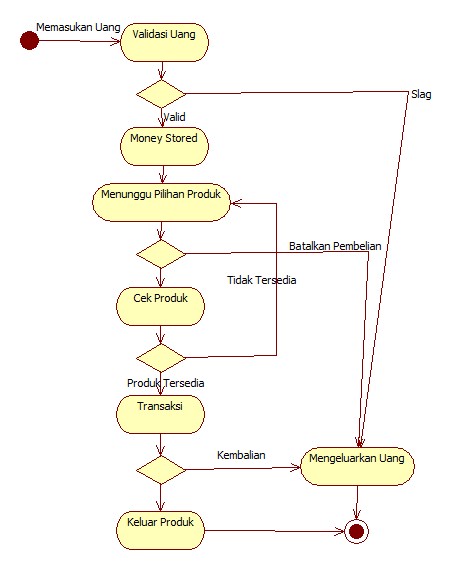 Memasukan Uang
Validasi Uang
Slag
Valid
Money Stored
Menunggu Pilihan Produk
Batalkan Pembelian
Tidak Tersedia
Cek Produk
Produk Tersedia
Transaksi
Kembalian
Mengeluarkan Uang
Keluar Produk